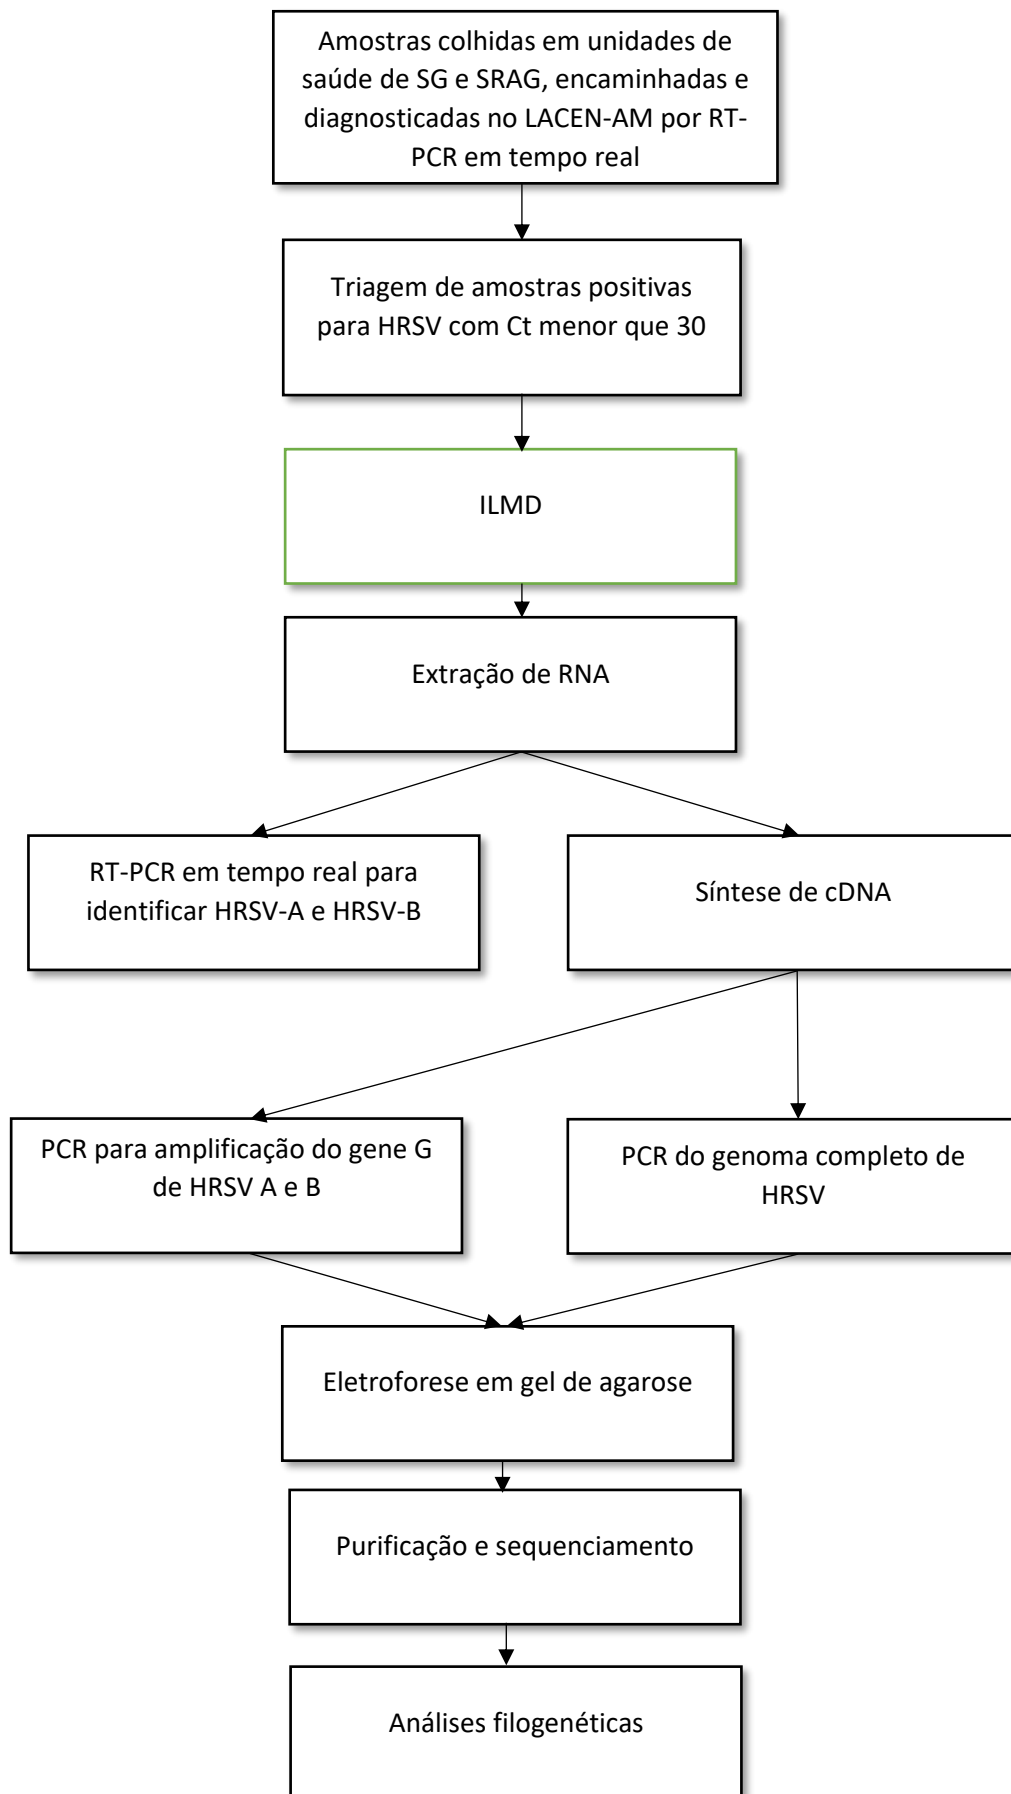 Amostras colhidas em unidades de
saúde de SG e SRAG, encaminhadas e
diagnosticadas no LACEN-AM por RT-
PCR em tempo real
Triagem de amostras positivas
para HRSV com Ct menor que 30
ILMD
Extração de RNA
RT-PCR em tempo real para
identificar HRSV-A e HRSV-B
Síntese de cDNA
PCR para amplificação do gene G
de HRSV A e B
PCR do genoma completo de
HRSV
Eletroforese em gel de agarose
Purificação e sequenciamento
Análises filogenéticas